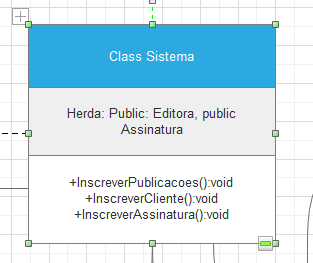 Class Sistema
Herda: Public: Editora, public
Assinatura
+InscreverPublicacoes():void
+InscreverCliente():void
+InscreverAssinatura():void